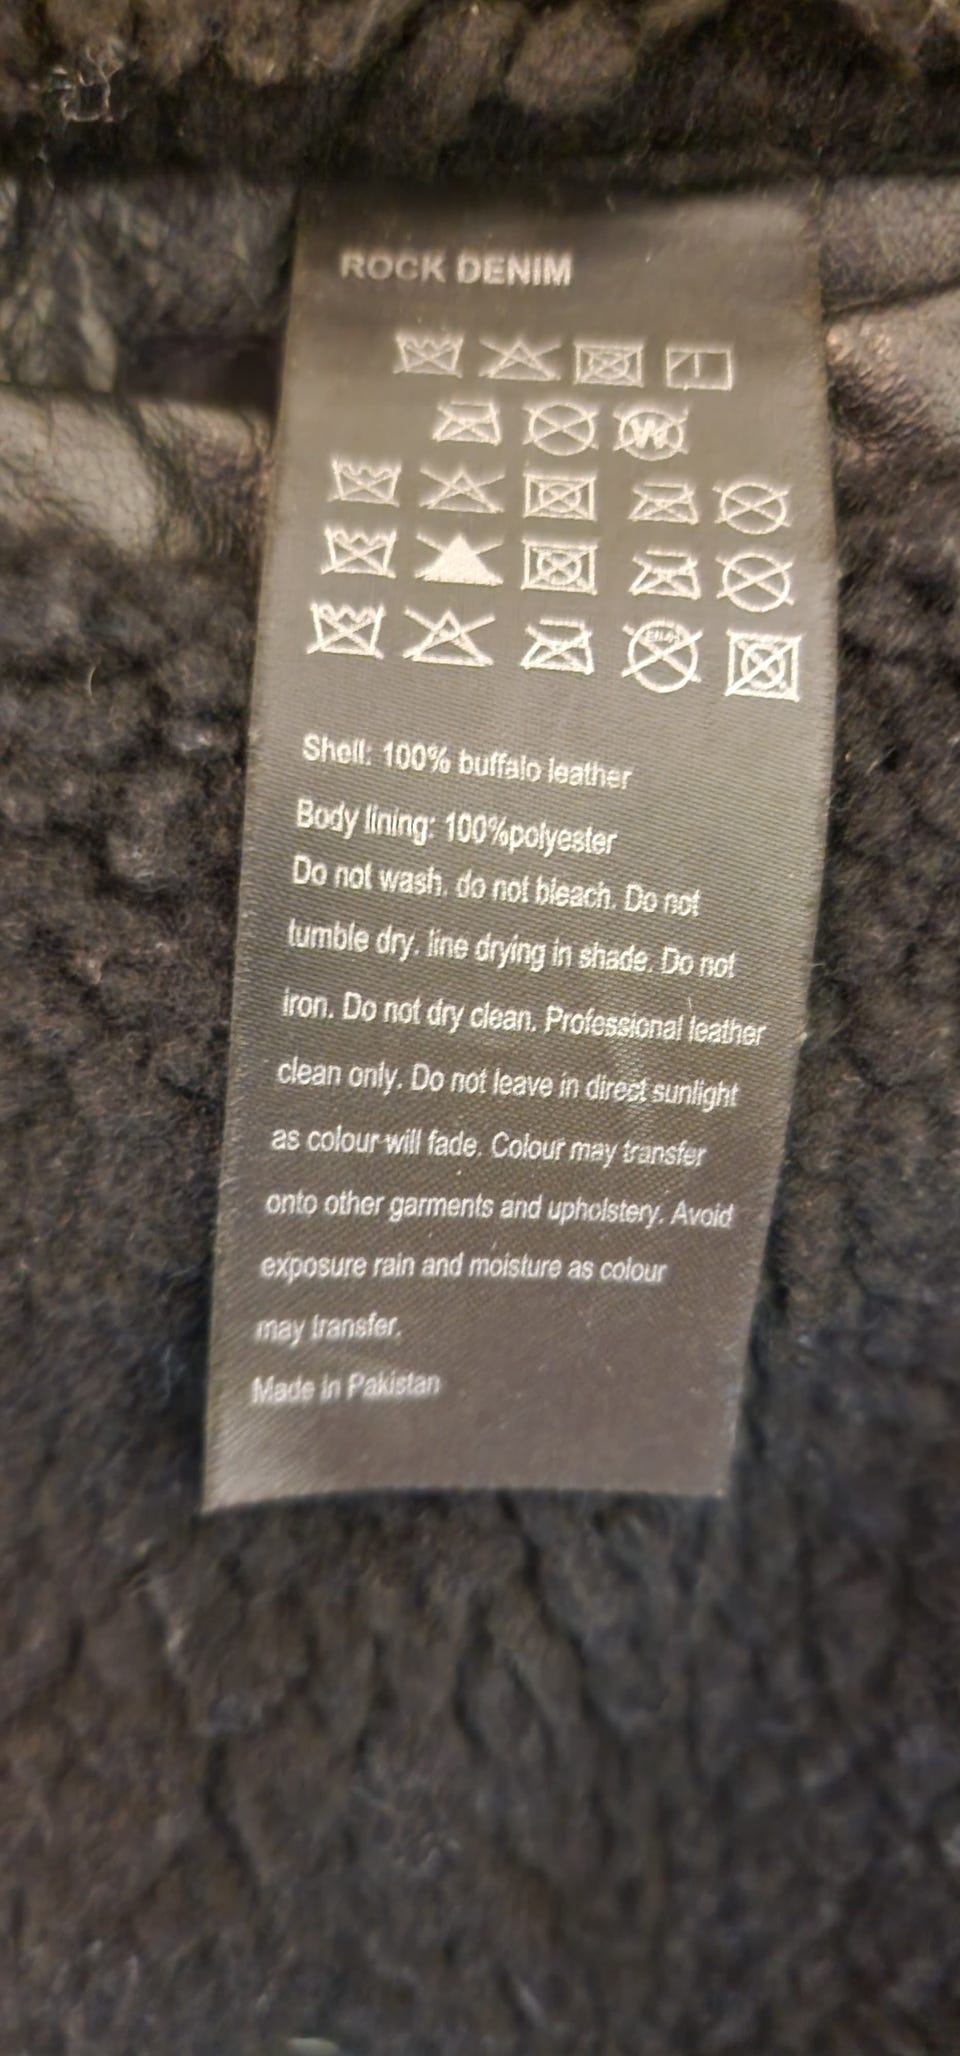 ROCK DENIM
W
Shell: 100% buffalo leather
Body lining: 100%polyester
Do not wash. do not bleach. Do not
tumble dry. line drying in shade. Do not
iron. Do not dry clean. Professional leather
clean only. Do not leave in direct sunlight
as colour will fade. Colour may transfer
onto other garments and upholstery. Avoid
exposure rain and moisture as colour
may transfer.
Made in Pakistan